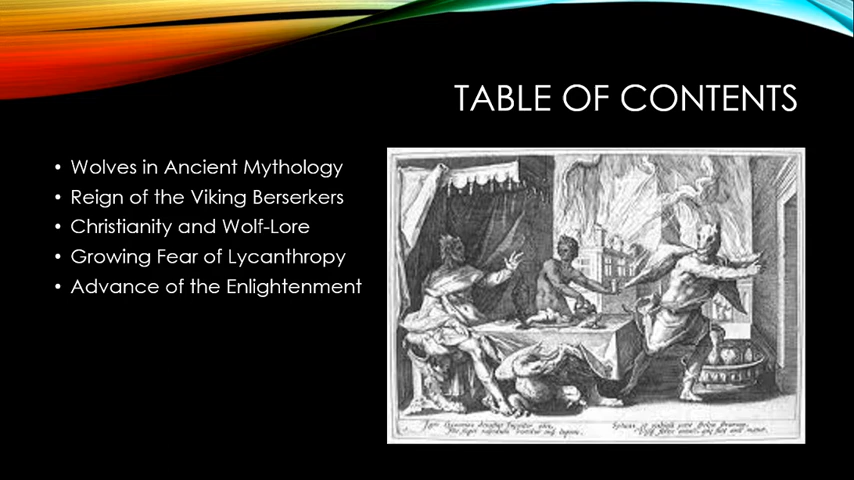 TABLE OF CONTENTS
• Wolves in Ancient Mythology
• Reign of the Viking Berserkers
• Christianity and Wolf-Lore
• Growing Fear of Lycanthropy
• Advance of the Enlightenment